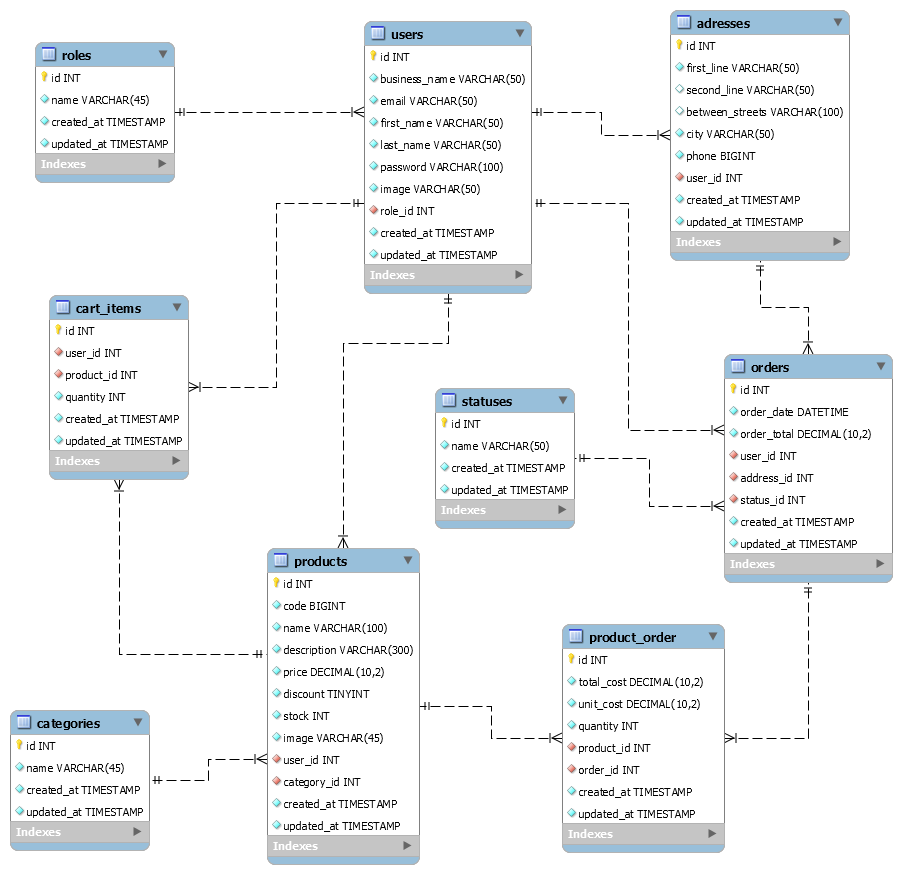 roles
id INT
name VARCHAR(45)
created_at TIMESTAMP
updated_at TIMESTAMP
Indexes
users
id INT
business_name VARCHAR(50)
email VARCHAR(50)
first_name VARCHAR(50)
last_name VARCHAR(50)
password VARCHAR(100)
image VARCHAR(50)
role_id INT
created_at TIMESTAMP
updated_at TIMESTAMP
Indexes
adresses
id INT
first_line VARCHAR(50)
second_line VARCHAR(50)
between_streets VARCHAR(100)
city VARCHAR(50)
phone BIGINT
user_id INT
created_at TIMESTAMP
updated_at TIMESTAMP
Indexes
cart_items
id INT
user_id INT
product_id INT
quantity INT
created_at TIMESTAMP
updated_at TIMESTAMP
Indexes
statuses
id INT
name VARCHAR(50)
created_at TIMESTAMP
updated_at TIMESTAMP
Indexes
orders
id INT
order_date DATETIME
order_total DECIMAL(10,2)
user_id INT
address_id INT
status_id INT
created_at TIMESTAMP
updated_at TIMESTAMP
Indexes
products
id INT
code BIGINT
name VARCHAR(100)
description VARCHAR(300)
price DECIMAL(10,2)
discount TINYINT
stock INT
image VARCHAR(45)
user_id INT
category_id INT
created_at TIMESTAMP
updated_at TIMESTAMP
Indexes
product_order
id INT
total_cost DECIMAL(10,2)
unit_cost DECIMAL(10,2)
quantity INT
product_id INT
order_id INT
created_at TIMESTAMP
updated_at TIMESTAMP
Indexes
categories
id INT
name VARCHAR(45)
created_at TIMESTAMP
updated_at TIMESTAMP
Indexes